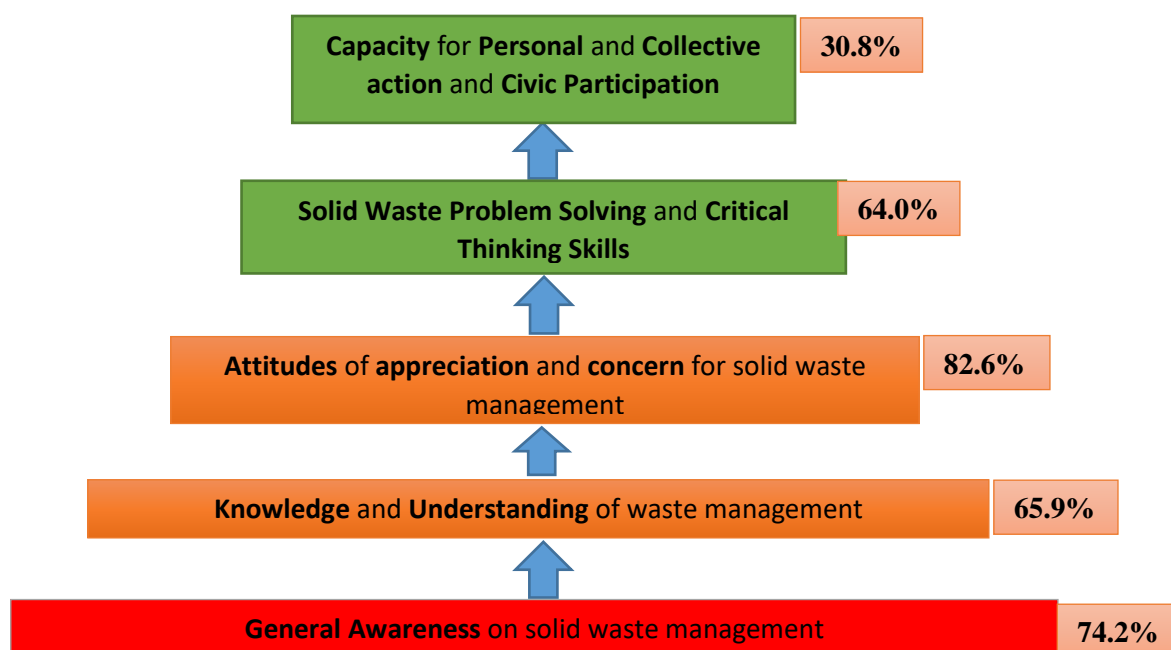 Capacity for Personal and Collective
action and Civic Participation
30.8%
Solid Waste Problem Solving and Critical
Thinking Skills
64.0%
Attitudes of appreciation and concern for solid waste
management
82.6%
Knowledge and Understanding of waste management
65.9%
General Awareness on solid waste management
74.2%